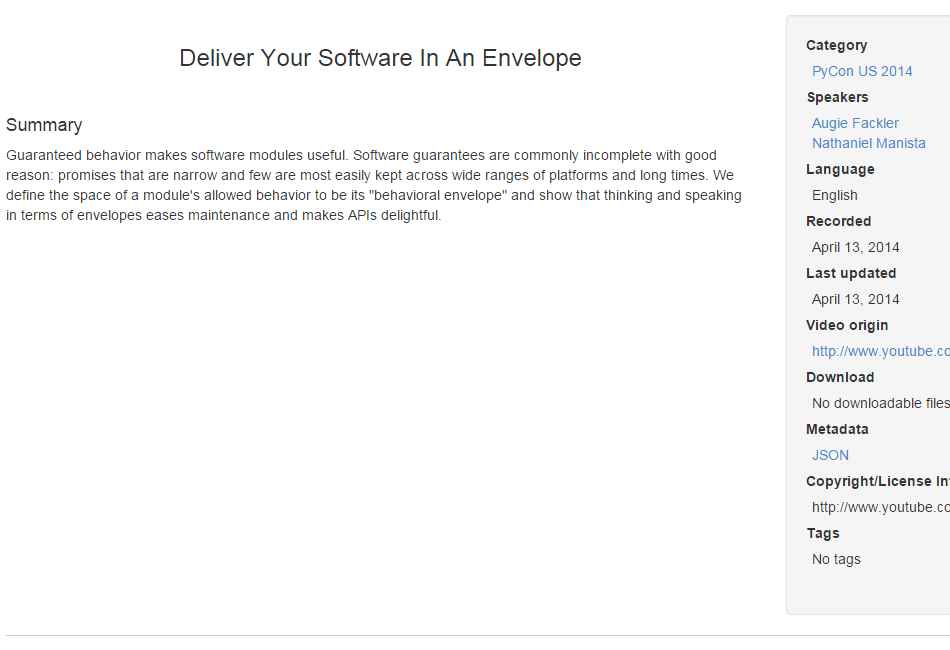 Deliver Your Software In An Envelope
Summary
Guaranteed behavior makes software modules useful. Software guarantees are commonly incomplete with good
reason: promises that are narrow and few are most easily kept across wide ranges of platforms and long times. We
define the space of a module's allowed behavior to be its "behavioral envelope" and show that thinking and speaking
in terms of envelopes eases maintenance and makes APIs delightful.
Category
PyCon US 2014
Speakers
Augie Fackler
Nathaniel Manista
Language
English
Recorded
April 13, 2014
Last updated
April 13, 2014
Video origin
http://www.youtube.co
Download
No downloadable files
Metadata
JSON
Copyright/License In
http://www.youtube.co
Tags
No tags